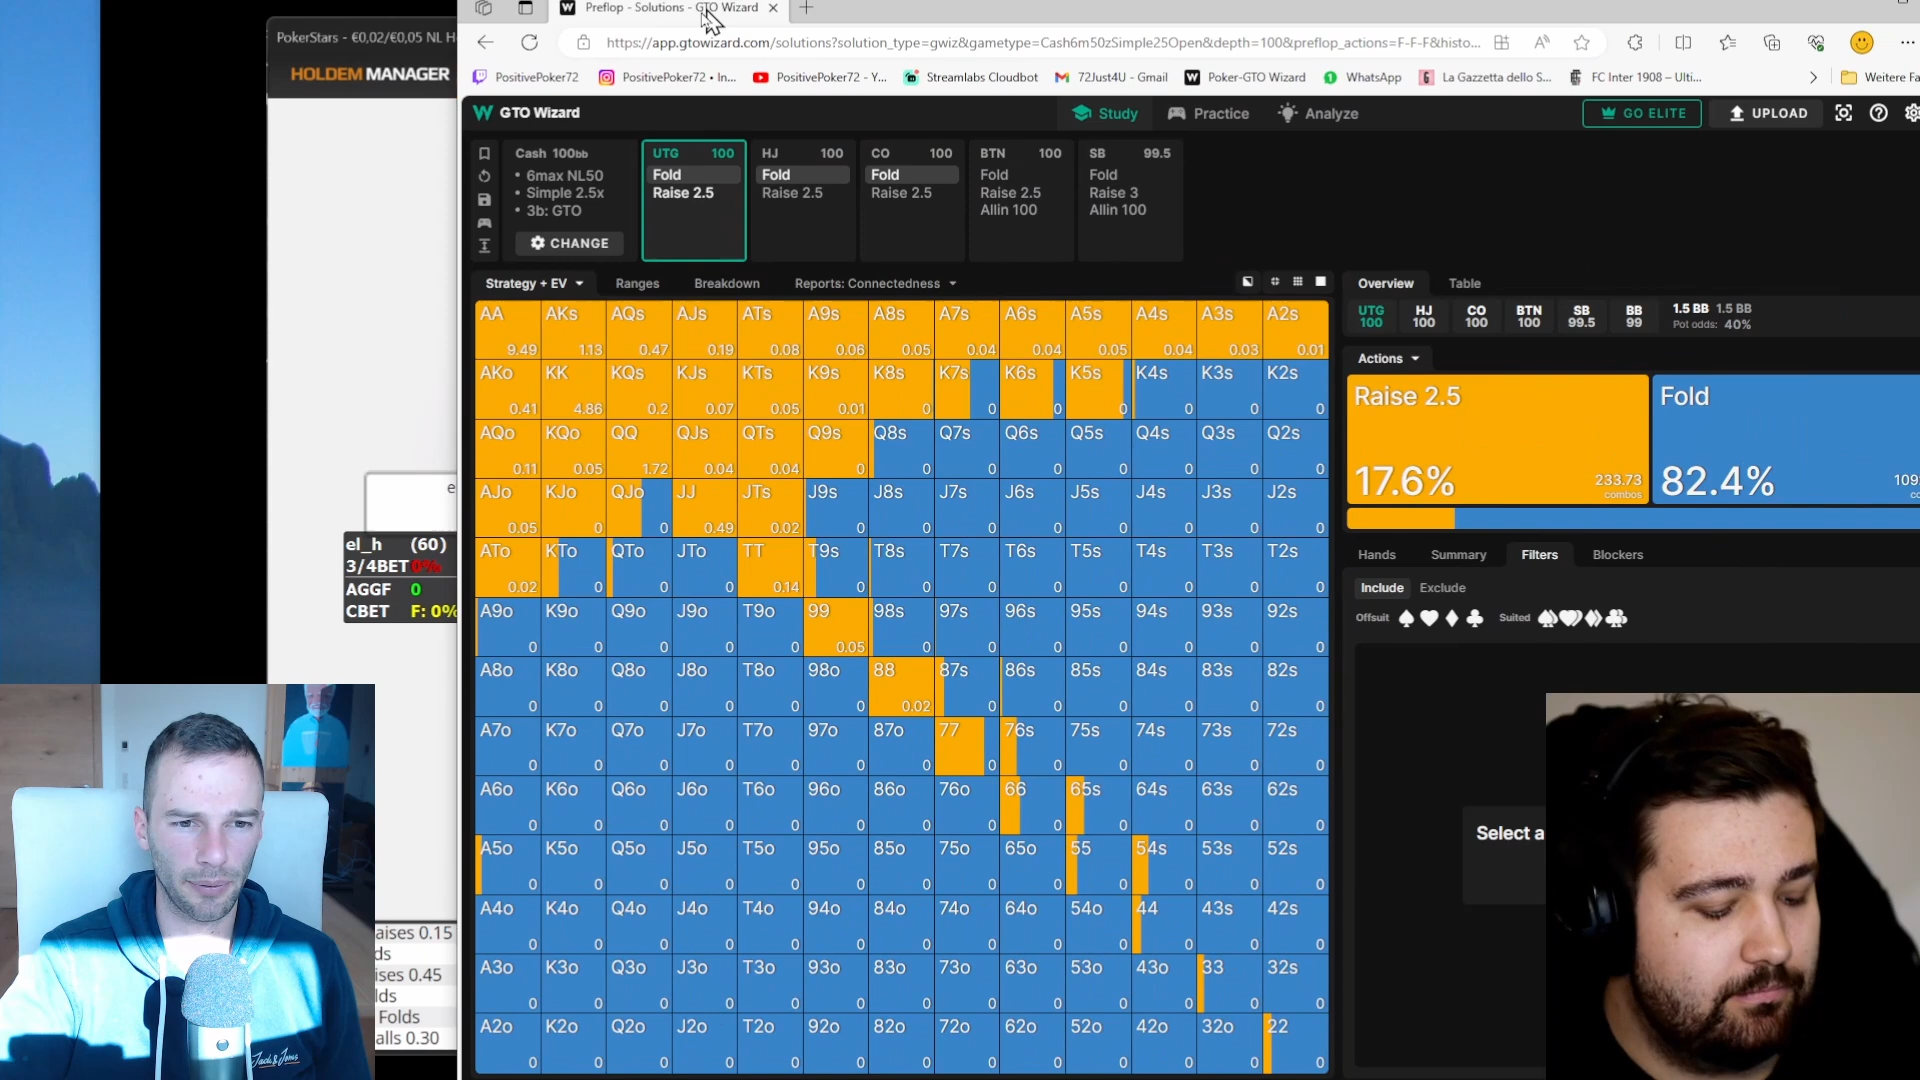 Preflop - Solutions - GTO Wizard
https://app.gtowizard.com/solutions?solution_type=gwiz&gametype=Cash6m50zSimple25Open&depth=100&preflop_actions=F-F-F&histo...
PositivePoker72
PositivePoker72 • In...
PositivePoker72 - Y...
Streamlabs Cloudbot
72Just4U - Gmail
Poker-GTO Wizard
WhatsApp
La Gazzetta dello S...
FC Inter 1908 – Ulti...
Weitere Fa
PokerStars - €0,02/€0,05 NL H
HOLDEM MANAGER
GTO Wizard
Study
Practice
Analyze
GO ELITE
UPLOAD
Cash 100bb
• 6max NL50
• Simple 2.5x
• 3b: GTO
CHANGE
UTG 100
Fold
Raise 2.5
HJ 100
Fold
Raise 2.5
CO 100
Fold
Raise 2.5
BTN 100
Fold
Raise 2.5
Allin 100
SB 99.5
Fold
Raise 3
Allin 100
Strategy + EV
Ranges
Breakdown
Reports: Connectedness
AA AKs AQs AJs ATs A9s A8s A7s A6s A5s A4s A3s A2s
9.49 1.13 0.47 0.19 0.08 0.06 0.05 0.04 0.04 0.05 0.04 0.03 0.01
AKo KK KQs KJs KTs K9s K8s K7s K6s K5s K4s K3s K2s
0.41 4.86 0.2 0.07 0.05 0.01 0 0 0 0 0 0 0
AQo KQo QQ QJs QTs Q9s Q8s Q7s Q6s Q5s Q4s Q3s Q2s
0.11 0.05 1.72 0.04 0.04 0 0 0 0 0 0 0 0
AJo KJo QJo JJ JTs J9s J8s J7s J6s J5s J4s J3s J2s
0.05 0 0 0.49 0.02 0 0 0 0 0 0 0 0
ATo KTo QTo JTo TT T9s T8s T7s T6s T5s T4s T3s T2s
0.02 0 0 0 0.14 0 0 0 0 0 0 0 0
A9o K9o Q9o J9o T9o 99 98s 97s 96s 95s 94s 93s 92s
0 0 0 0 0 0.05 0 0 0 0 0 0 0
A8o K8o Q8o J8o T8o 98o 88 87s 86s 85s 84s 83s 82s
0 0 0 0 0 0 0.02 0 0 0 0 0 0
A7o K7o Q7o J7o T7o 97o 87o 77 76s 75s 74s 73s 72s
0 0 0 0 0 0 0 0 0 0 0 0 0
A6o K6o Q6o J6o T6o 96o 86o 76o 66 65s 64s 63s 62s
0 0 0 0 0 0 0 0 0 0 0 0 0
A5o K5o Q5o J5o T5o 95o 85o 75o 65o 55 54s 53s 52s
0 0 0 0 0 0 0 0 0 0 0 0 0
A4o K4o Q4o J4o T4o 94o 84o 74o 64o 54o 44 43s 42s
0 0 0 0 0 0 0 0 0 0 0 0 0
A3o K3o Q3o J3o T3o 93o 83o 73o 63o 53o 43o 33 32s
0 0 0 0 0 0 0 0 0 0 0 0 0
A2o K2o Q2o J2o T2o 92o 82o 72o 62o 52o 42o 32o 22
0 0 0 0 0 0 0 0 0 0 0 0 0
Overview
Table
UTG HJ CO BTN SB BB
100 100 100 100 99.5 99
1.5 BB 1.5 BB
Pot odds: 40%
Actions
Raise 2.5
17.6%
233.73
combos
Fold
82.4%
109
co
Hands
Summary
Filters
Blockers
Include
Exclude
Offsuit
Suited
Select a
e
el_h (60)
3/4BET 0%
AGGF 0
CBET F: 0%
aises 0.15
ds
ises 0.45
lds
Folds
alls 0.30
Jack & Jones